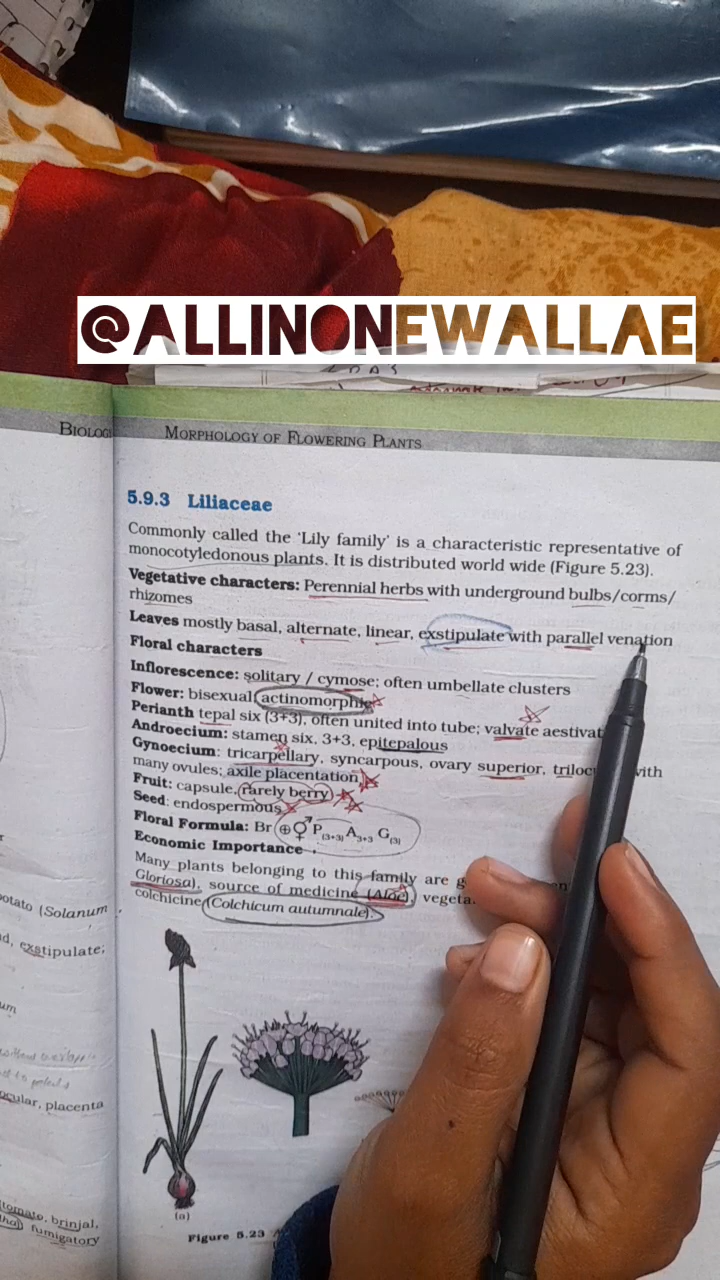 @ALLINONEWALLAE
BIOLOGY
MORPHOLOGY OF FLOWERING PLANTS
5.9.3 Liliaceae
Commonly called the 'Lily family' is a characteristic representative of
monocotyledonous plants. It is distributed world wide (Figure 5.23).
Vegetative characters: Perennial herbs with underground bulbs/corms/
rhizomes
Leaves mostly basal, alternate, linear, exstipulate with parallel venation
Floral characters
Inflorescence: solitary / cymose; often umbellate clusters
Flower: bisexual; actinomorphic
Perianth tepal six (3+3), often united into tube; valvate aestivat
Androecium: stamen six, 3+3, epitepalous
Gynoecium: tricarpellary, syncarpous, ovary superior, triloc with
many ovules; axile placentation
Fruit: capsule, rarely berry
Seed: endospermous
Floral Formula: Br ⊕ ⚥ P(3+3) A3+3 G(3)
Economic Importance
Many plants belonging to this family are g
Gloriosa), source of medicine (Aloe), vegeta
colchicine (Colchicum autumnale).
potato (Solanum
exstipulate;
ocular, placenta
tomato, brinjal,
fumigatory
(a)
Figure 5.23